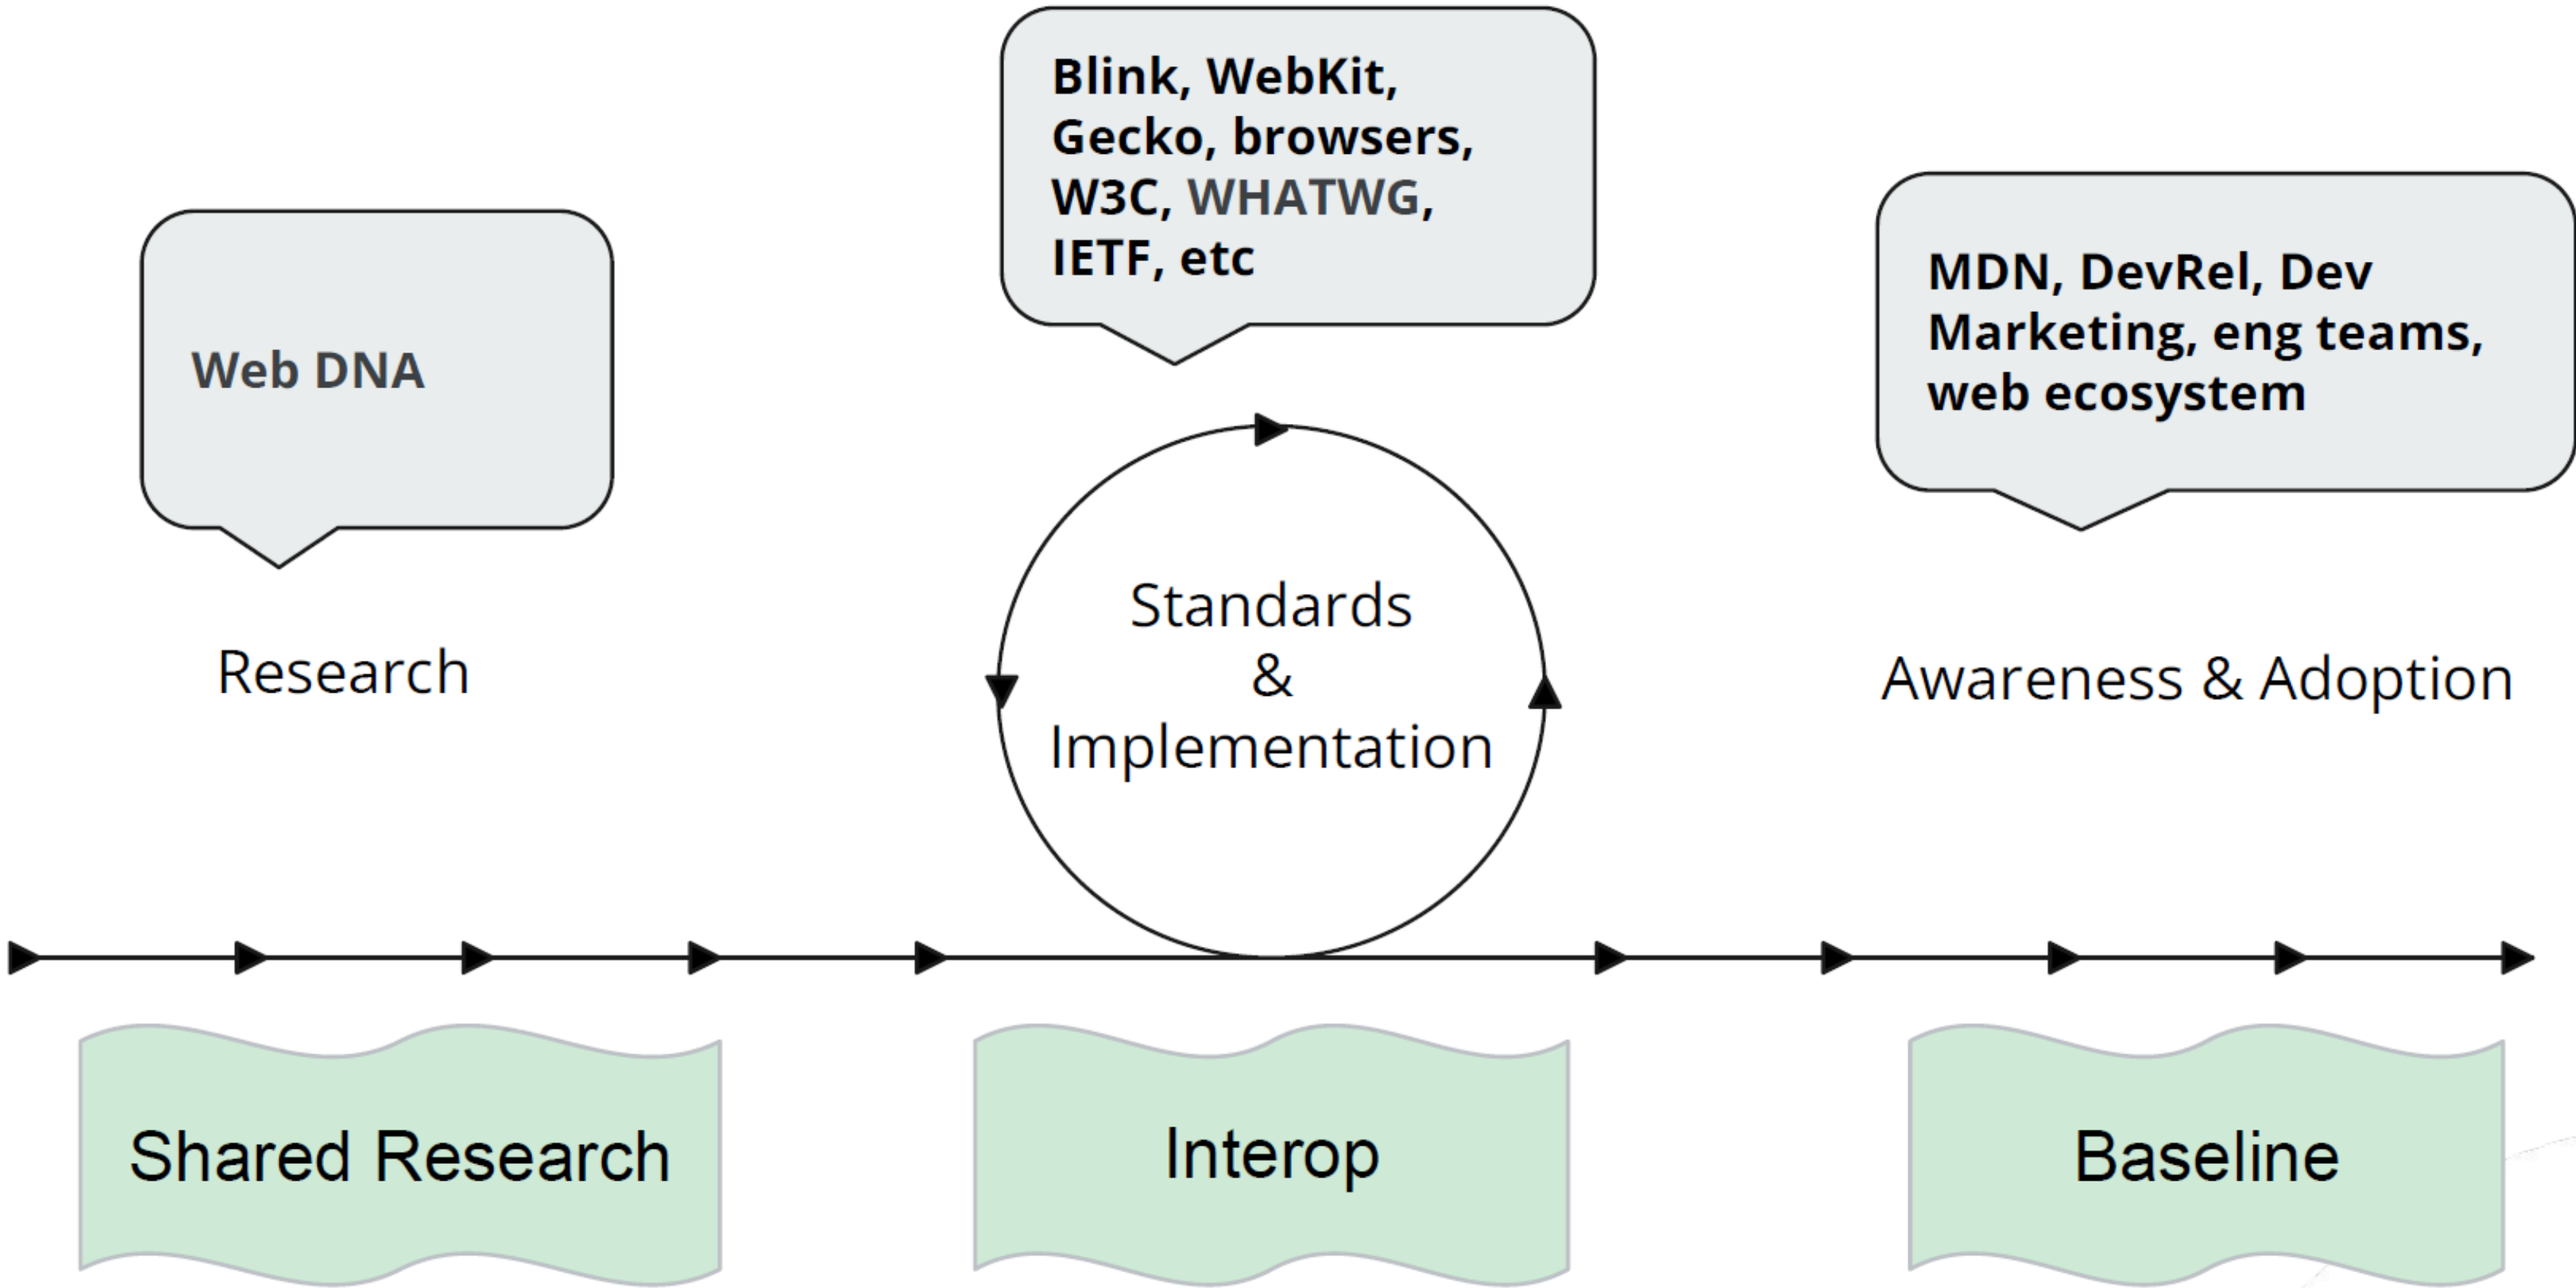 Blink, WebKit,
Gecko, browsers,
W3C, WHATWG,
IETF, etc
Web DNA
MDN, DevRel, Dev
Marketing, eng teams,
web ecosystem
Research
Standards
&
Implementation
Awareness & Adoption
Shared Research
Interop
Baseline